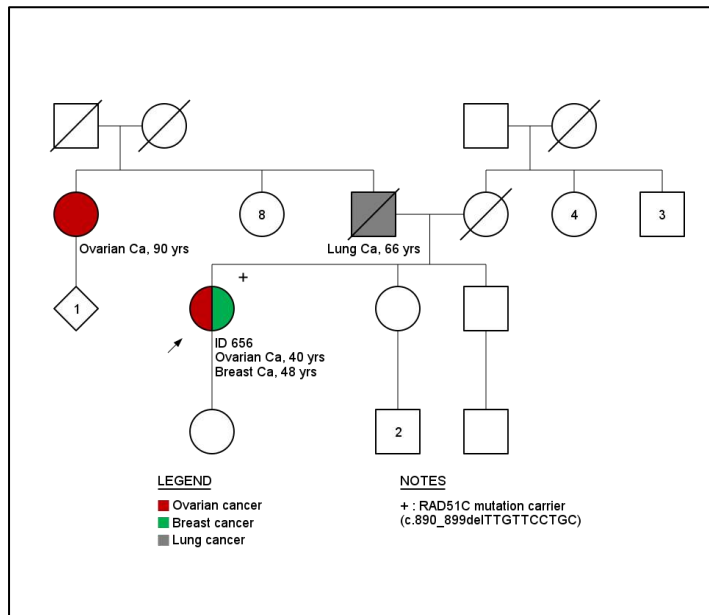 8
4
3
Ovarian Ca, 90 yrs
Lung Ca, 66 yrs
+
1
ID 656
Ovarian Ca, 40 yrs
Breast Ca, 48 yrs
2
LEGEND
Ovarian cancer
Breast cancer
Lung cancer
NOTES
+ : RAD51C mutation carrier
(c.890_899delTTGTTCCTGC)